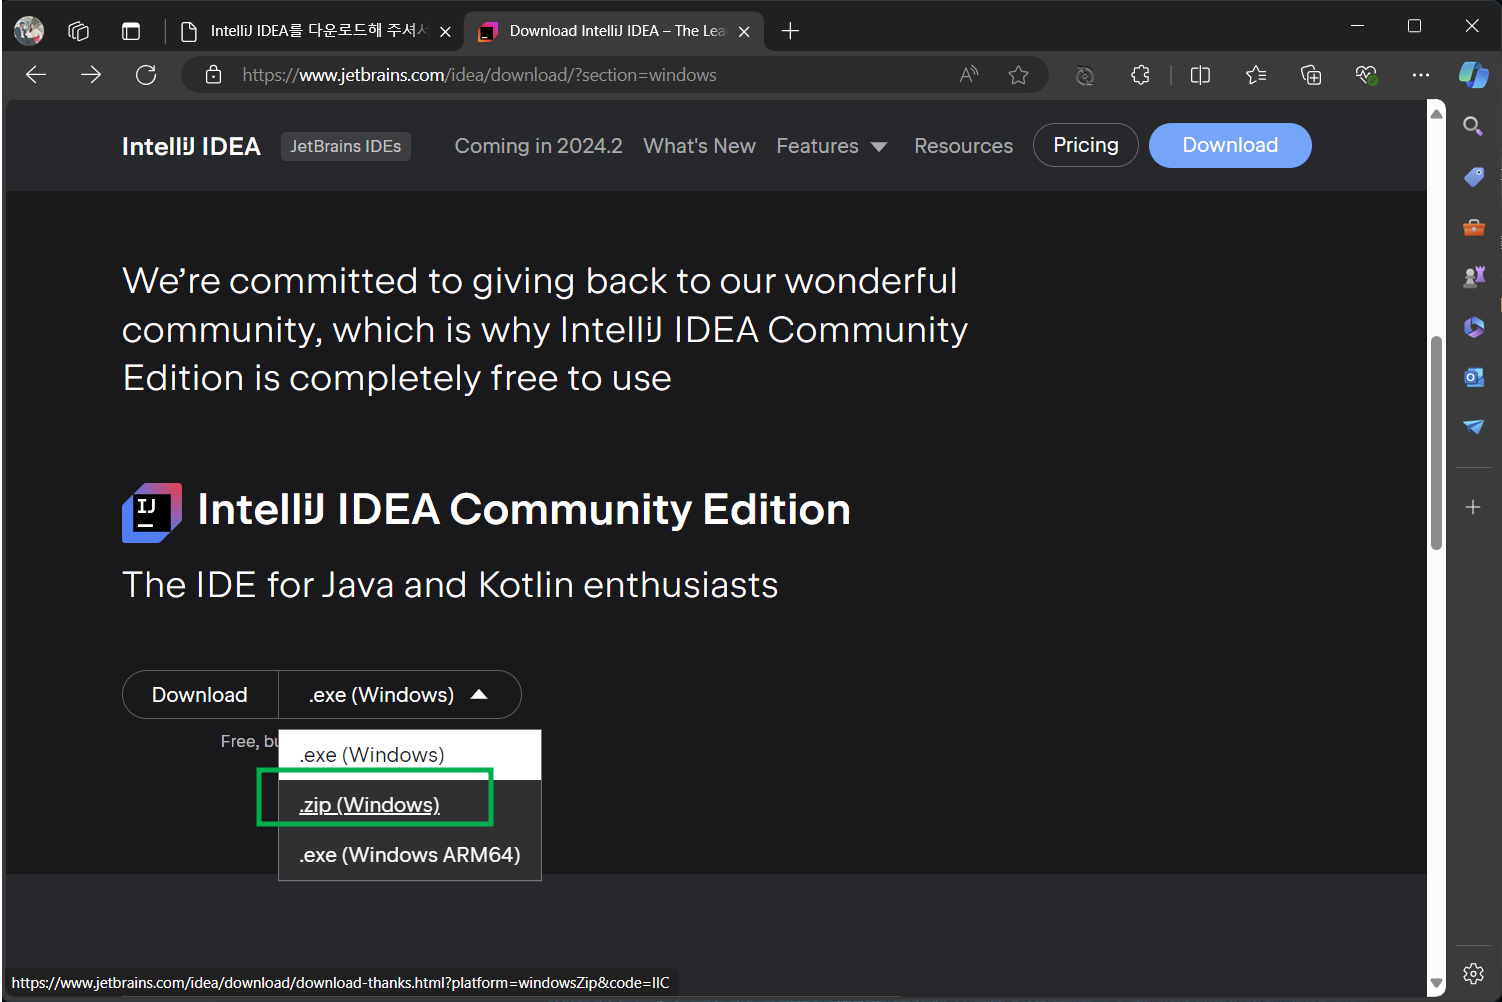 IntelliJ IDEA를 다운로드해 주셔서
Download IntelliJ IDEA – The Lea
https://www.jetbrains.com/idea/download/?section=windows
IntelliJ IDEA JetBrains IDEs Coming in 2024.2 What's New Features Resources Pricing Download
We’re committed to giving back to our wonderful
community, which is why IntelliJ IDEA Community
Edition is completely free to use
IJ
IntelliJ IDEA Community Edition
The IDE for Java and Kotlin enthusiasts
Download .exe (Windows)
Free, bu
.exe (Windows)
.zip (Windows)
.exe (Windows ARM64)
https://www.jetbrains.com/idea/download/download-thanks.html?platform=windowsZip&code=IIC